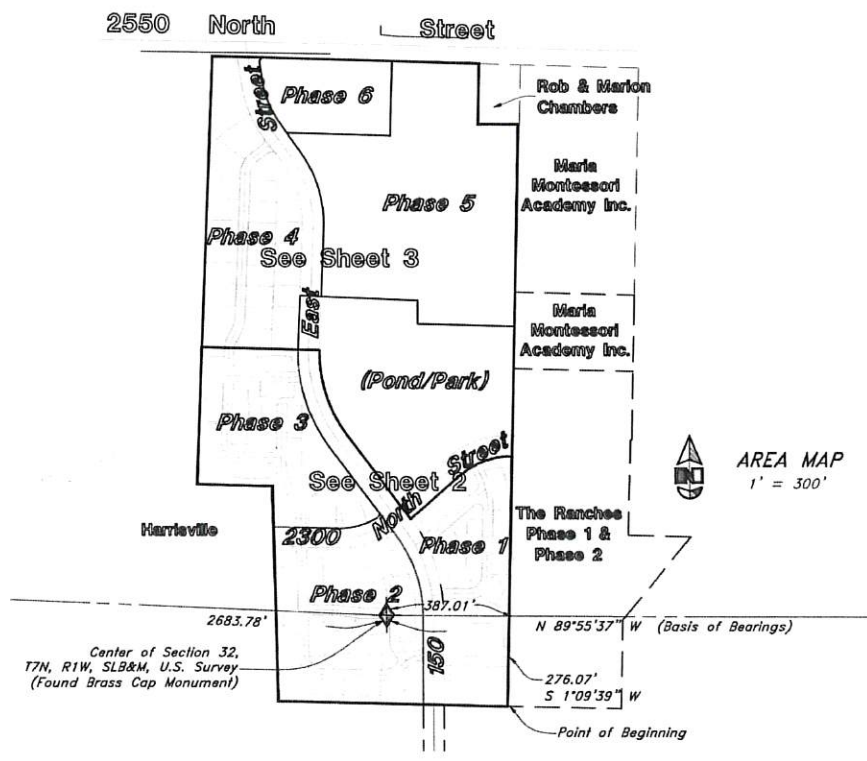 2550 North Street
Street
Phase 6
Rob & Marion
Chambers
Maria
Montessori
Academy Inc.
Phase 5
Phase 4
See Sheet 3
East
Maria
Montessori
Academy Inc.
(Pond/Park)
Phase 3
Street
See Sheet 2
North
AREA MAP
1' = 300'
N
Harrisville
2300
Phase 1
The Ranches
Phase 1 &
Phase 2
Phase 2
387.01'
2683.78'
N 89°55'37" W (Basis of Bearings)
Center of Section 32,
T7N, R1W, SLB&M, U.S. Survey
(Found Brass Cap Monument)
150
276.07'
S 1°09'39" W
Point of Beginning